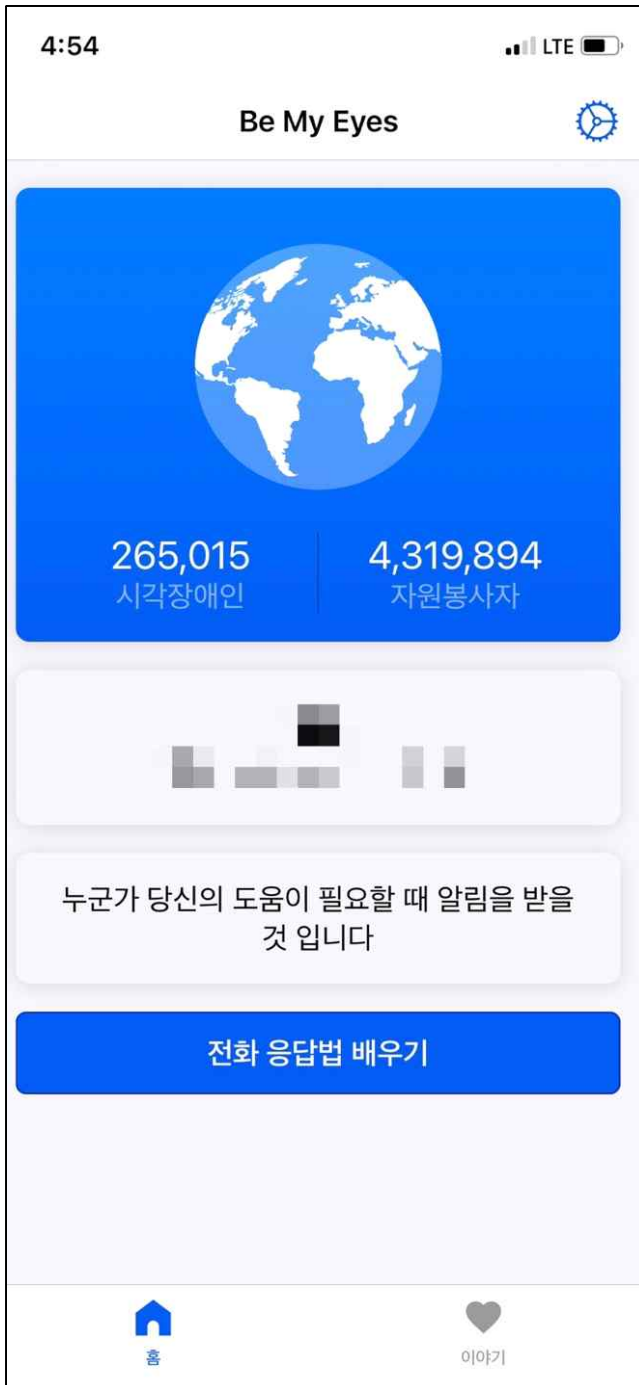 4:54
LTE
Be My Eyes
265,015
4,319,894
시각장애인
자원봉사자
누군가 당신의 도움이 필요할 때 알림을 받을
것 입니다
전화 응답법 배우기
홈
이야기